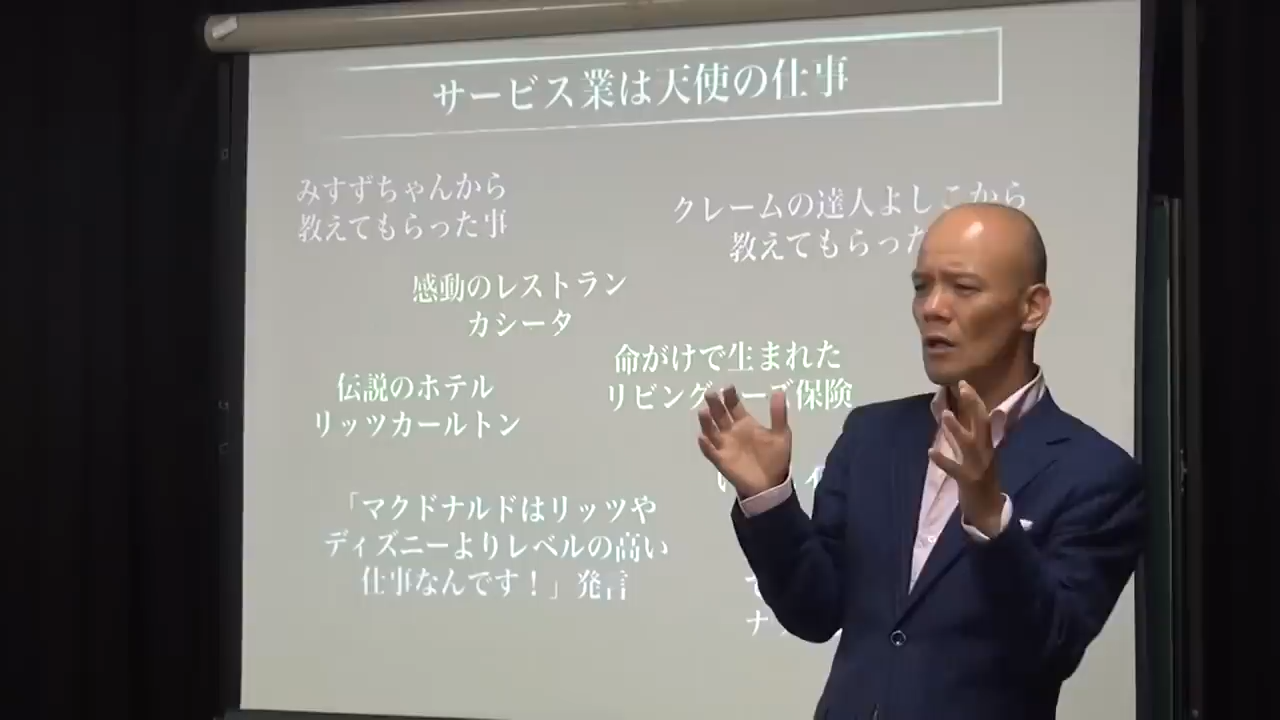 サービス業は天使の仕事
みすずちゃんから
教えてもらった事
クレームの達人よしこから
教えてもらった
感動のレストラン
カシータ
命がけで生まれた
リビング
ズ保険
伝説のホテル
リッツカールトン
「マクドナルドはリッツや
ディズニーよりレベルの高い
仕事なんです！」発言